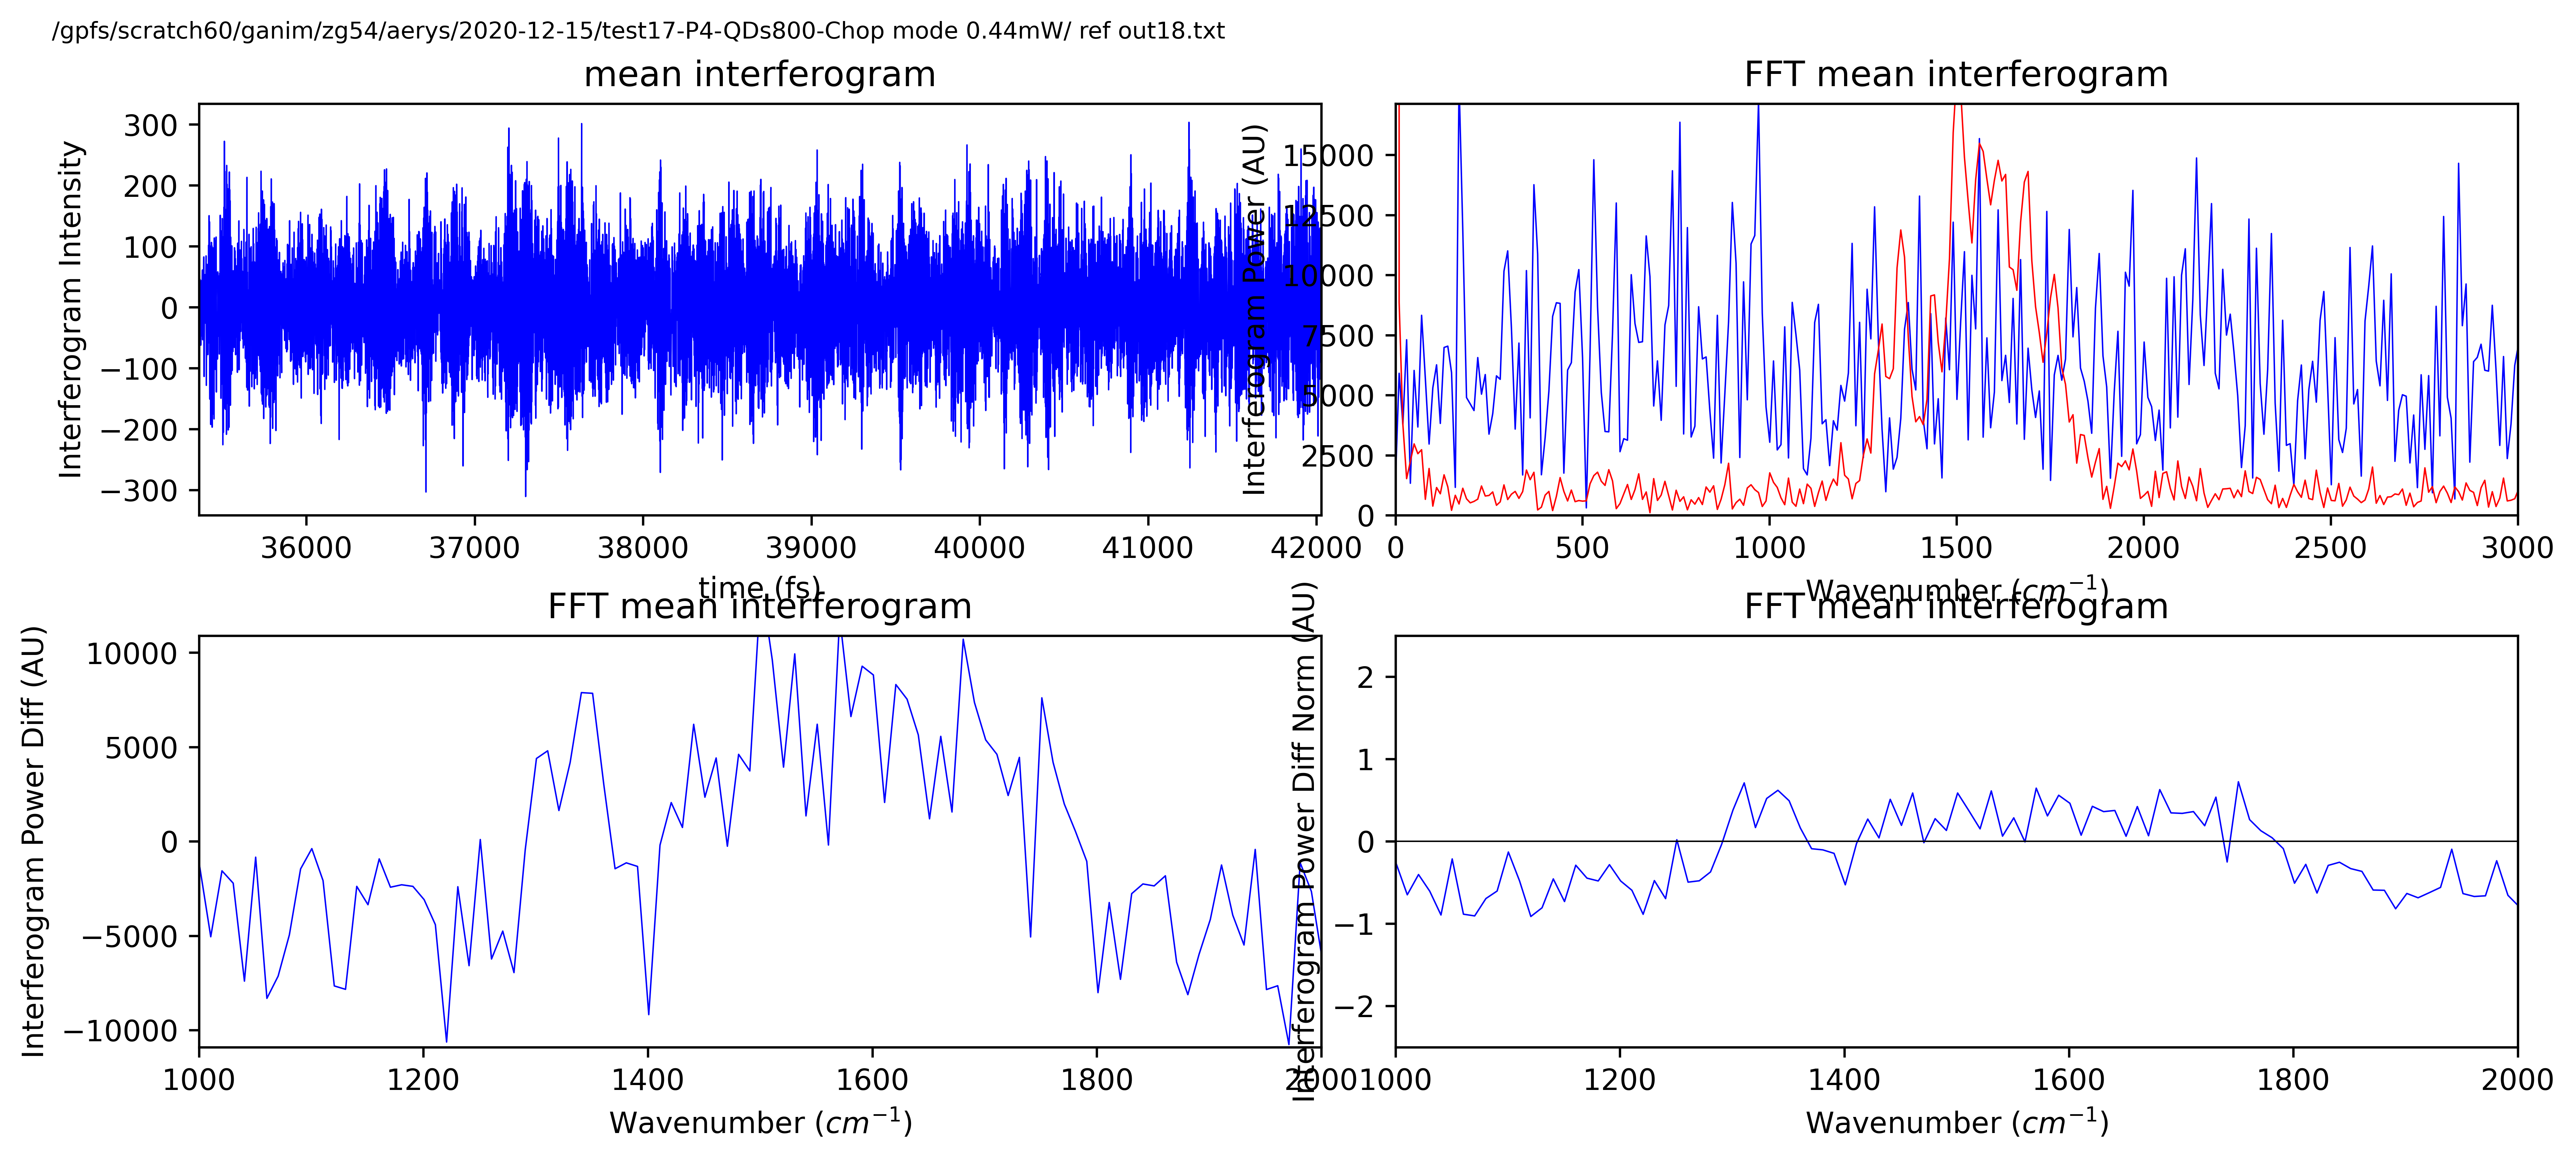 /gpfs/scratch60/ganim/zg54/aerys/2020-12-15/test17-P4-QDs800-Chop mode 0.44mW/ ref out18.txt
mean interferogram
Interferogram Intensity
300
200
100
0
−100
−200
−300
36000 37000 38000 39000 40000 41000 42000
time (fs)
FFT mean interferogram
Interferogram Power (AU)
15000
12500
10000
7500
5000
2500
0
0 500 1000 1500 2000 2500 3000
Wavenumber (cm⁻¹)
FFT mean interferogram
Interferogram Power Diff (AU)
10000
5000
0
−5000
−10000
1000 1200 1400 1600 1800 2000
Wavenumber (cm⁻¹)
FFT mean interferogram
Interferogram Power Diff Norm (AU)
2
1
0
−1
−2
1000 1200 1400 1600 1800 2000
Wavenumber (cm⁻¹)